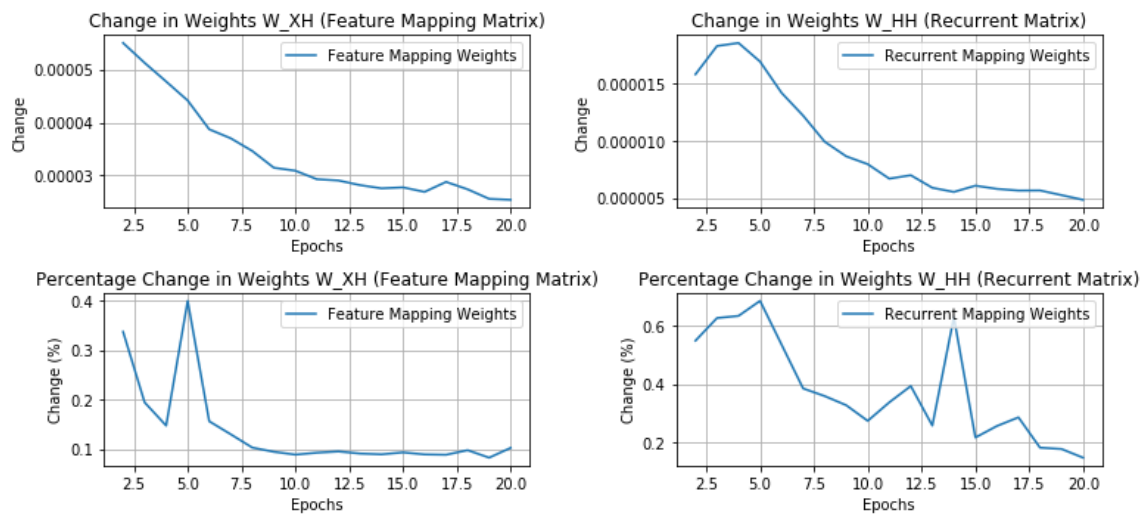 Change in Weights W_XH (Feature Mapping Matrix)
Feature Mapping Weights
0.00005
0.00004
0.00003
Change
2.5 5.0 7.5 10.0 12.5 15.0 17.5 20.0
Epochs
Change in Weights W_HH (Recurrent Matrix)
Recurrent Mapping Weights
0.000015
0.000010
0.000005
Change
2.5 5.0 7.5 10.0 12.5 15.0 17.5 20.0
Epochs
Percentage Change in Weights W_XH (Feature Mapping Matrix)
Feature Mapping Weights
0.4
0.3
0.2
0.1
Change (%)
2.5 5.0 7.5 10.0 12.5 15.0 17.5 20.0
Epochs
Percentage Change in Weights W_HH (Recurrent Matrix)
Recurrent Mapping Weights
0.6
0.4
0.2
Change (%)
2.5 5.0 7.5 10.0 12.5 15.0 17.5 20.0
Epochs